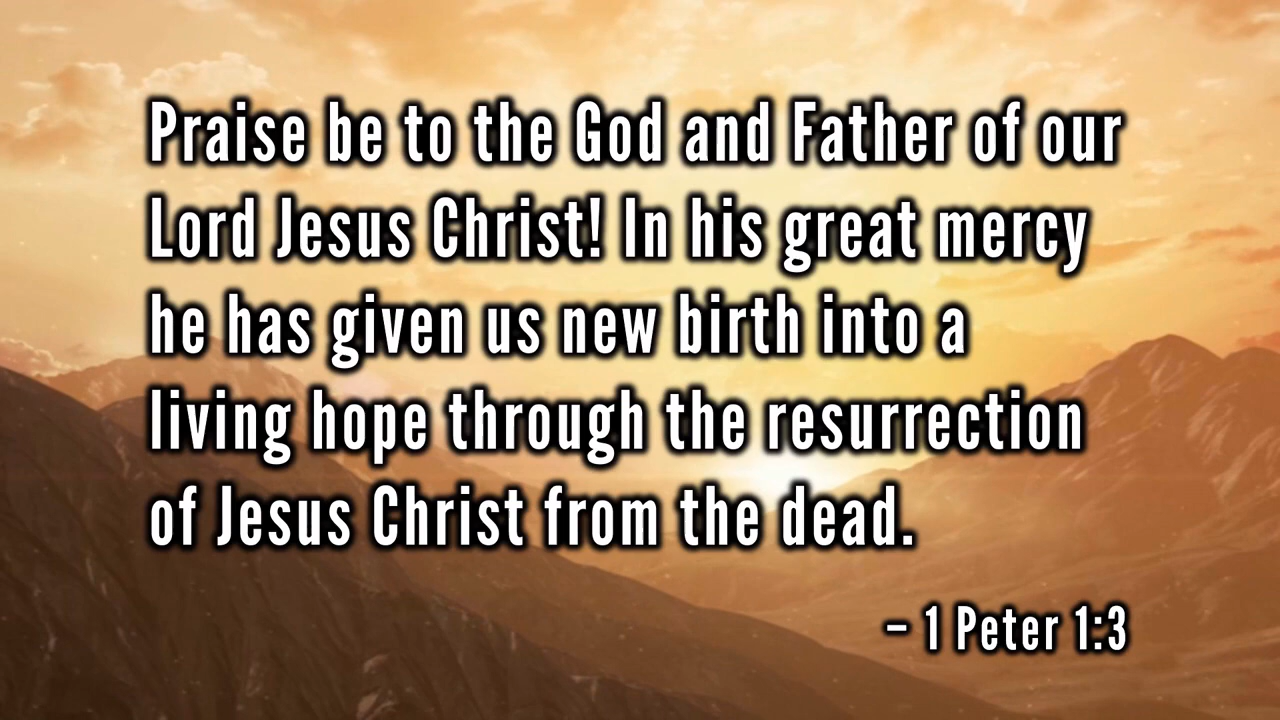 Praise be to the God and Father of our
Lord Jesus Christ! In his great mercy
he has given us new birth into a
living hope through the resurrection
of Jesus Christ from the dead.
– 1 Peter 1:3